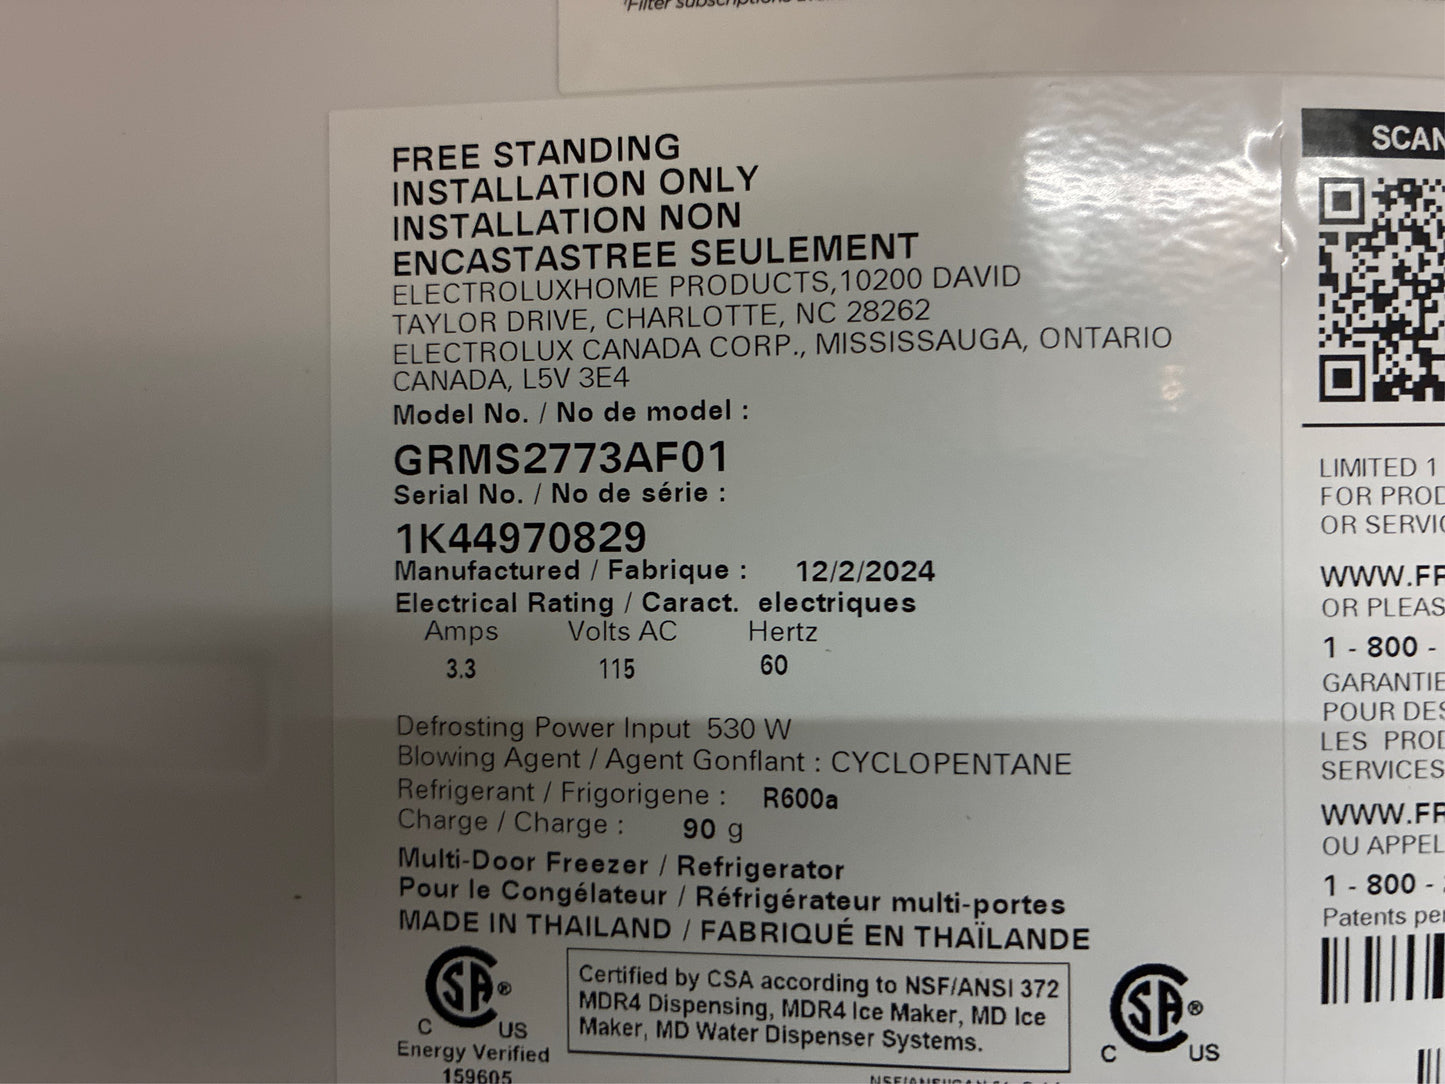 ¹Filter subscriptions
FREE STANDING
INSTALLATION ONLY
INSTALLATION NON
ENCASTASTREE SEULEMENT
ELECTROLUXHOME PRODUCTS,10200 DAVID
TAYLOR DRIVE, CHARLOTTE, NC 28262
ELECTROLUX CANADA CORP., MISSISSAUGA, ONTARIO
CANADA, L5V 3E4
Model No. / No de model :
GRMS2773AF01
Serial No. / No de série :
1K44970829
Manufactured / Fabrique : 12/2/2024
Electrical Rating / Caract. electriques
Amps Volts AC Hertz
3.3 115 60
Defrosting Power Input 530 W
Blowing Agent / Agent Gonflant : CYCLOPENTANE
Refrigerant / Frigorigene : R600a
Charge / Charge : 90 g
Multi-Door Freezer / Refrigerator
Pour le Congélateur / Réfrigérateur multi-portes
MADE IN THAILAND / FABRIQUÉ EN THAÏLANDE
CSA®
C US
Energy Verified
159605
Certified by CSA according to NSF/ANSI 372
MDR4 Dispensing, MDR4 Ice Maker, MD Ice
Maker, MD Water Dispenser Systems.
CSA®
C US
SCAN
LIMITED 1
FOR PROD
OR SERVIC
WWW.FR
OR PLEAS
1 - 800 -
GARANTIE
POUR DES
LES PROD
SERVICES
WWW.FR
OU APPEL
1 - 800 -
Patents per